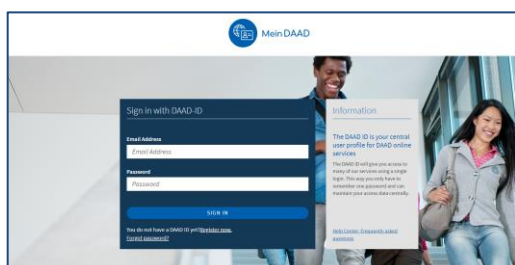 Mein DAAD
Sign in with DAAD-ID
Email Address
Email Address
Password
Password
SIGN IN
You do not have a DAAD ID yet? Register now.
Forgot password?
Information
The DAAD ID is your central
user profile for DAAD online
services
The DAAD ID will give you access to
many of our services using a single
login. This way you only have to
remember one password and can
maintain your access data centrally.
Help Center, frequently asked
questions